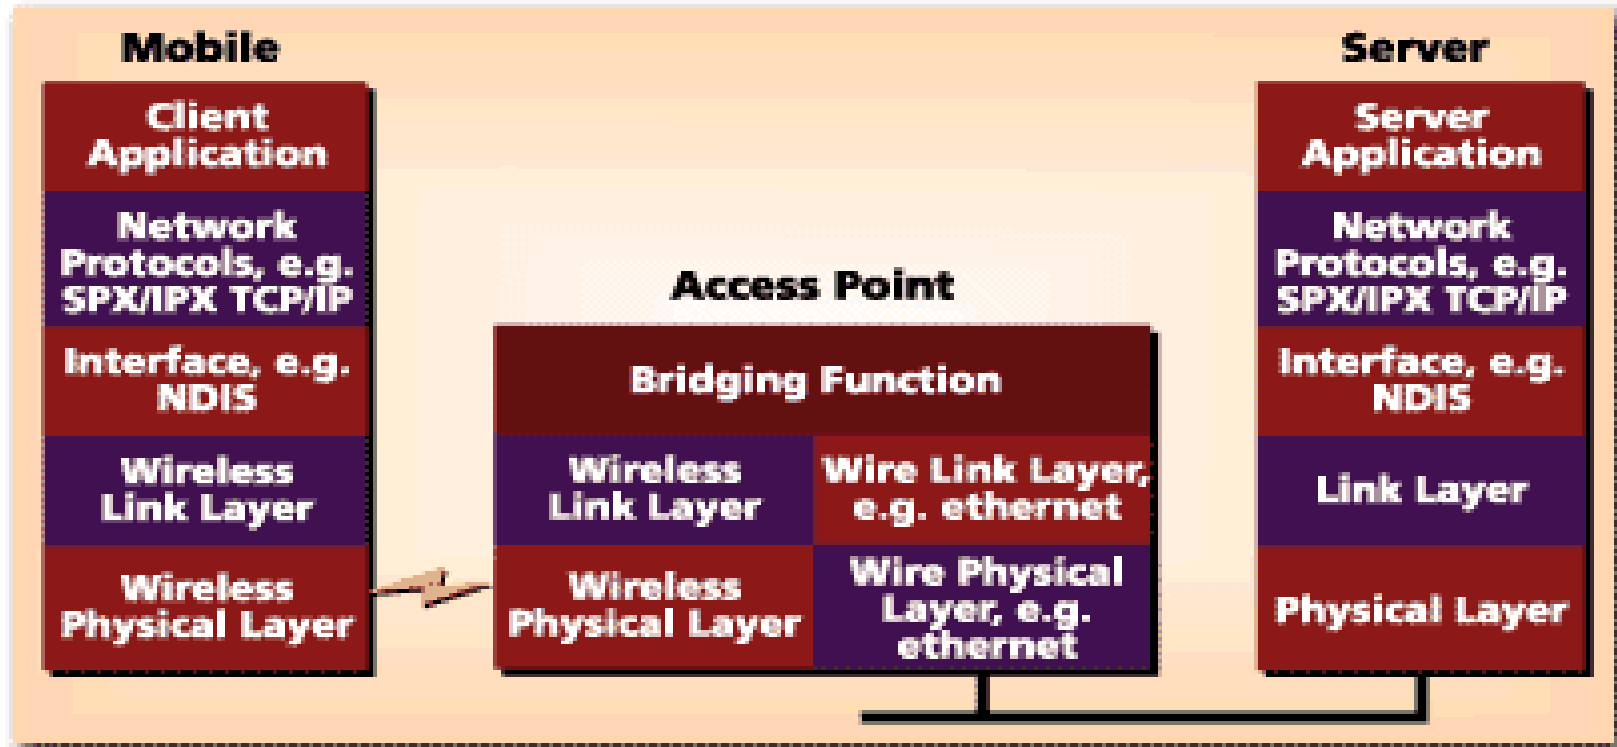 Mobile
Client
Application
Network
Protocols, e.g.
SPX/IPX TCP/IP
Interface, e.g.
NDIS
Wireless
Link Layer
Wireless
Physical Layer
Access Point
Bridging Function
Wireless
Link Layer
Wire Link Layer,
e.g. ethernet
Wireless
Physical Layer
Wire Physical
Layer, e.g.
ethernet
Server
Server
Application
Network
Protocols, e.g.
SPX/IPX TCP/IP
Interface, e.g.
NDIS
Link Layer
Physical Layer